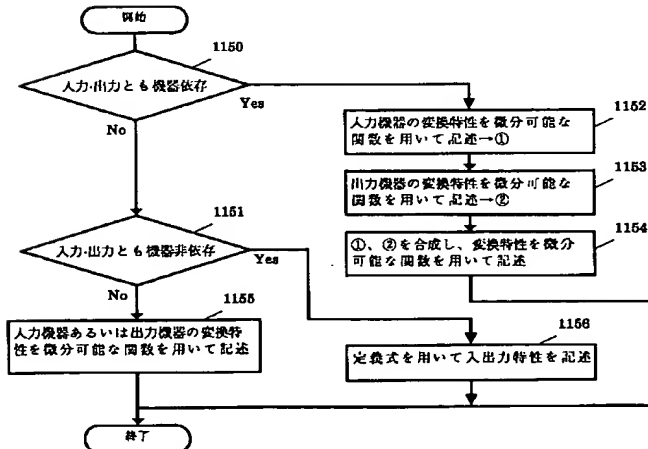 開始
1150
入力・出力とも機器依存
Yes
No
1152
入力機器の変換特性を微分可能な
関数を用いて記述→①
1153
出力機器の変換特性を微分可能な
関数を用いて記述→②
1151
入力・出力とも機器非依存
Yes
No
1154
①、②を合成し、変換特性を微分
可能な関数を用いて記述
1155
入力機器あるいは出力機器の変換特
性を微分可能な関数を用いて記述
1156
定義式を用いて入出力特性を記述
終了